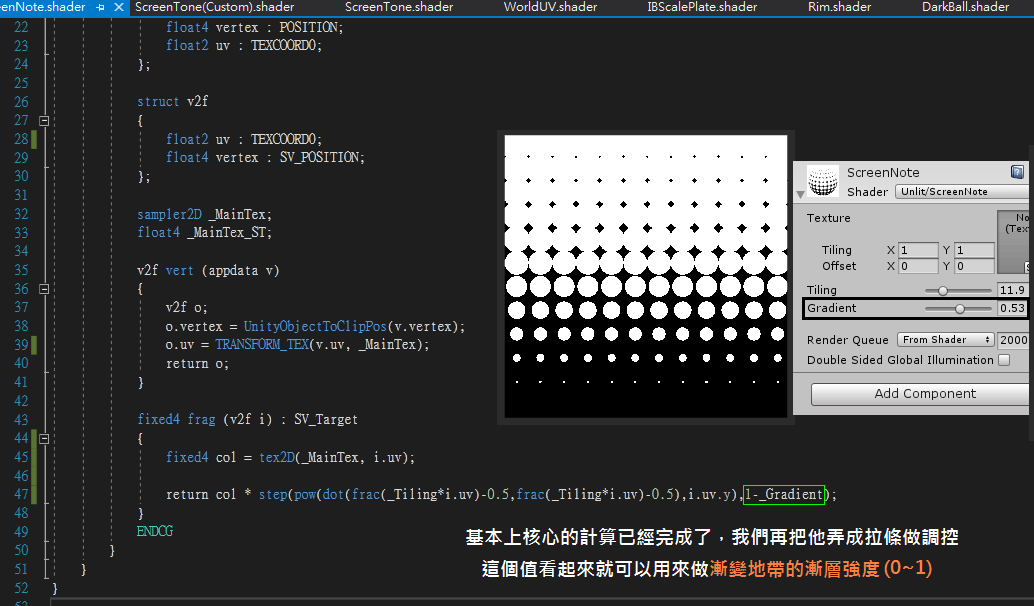 enNote.shader
ScreenTone(Custom).shader
ScreenTone.shader
WorldUV.shader
IBScalePlate.shader
Rim.shader
DarkBall.shader
22 float4 vertex : POSITION;
23 float2 uv : TEXCOORD0;
24 };
25
26 struct v2f
27 {
28 float2 uv : TEXCOORD0;
29 float4 vertex : SV_POSITION;
30 };
31
32 sampler2D _MainTex;
33 float4 _MainTex_ST;
34
35 v2f vert (appdata v)
36 {
37 v2f o;
38 o.vertex = UnityObjectToClipPos(v.vertex);
39 o.uv = TRANSFORM_TEX(v.uv, _MainTex);
40 return o;
41 }
42
43 fixed4 frag (v2f i) : SV_Target
44 {
45 fixed4 col = tex2D(_MainTex, i.uv);
46
47 return col * step(pow(dot(frac(_Tiling*i.uv)-0.5,frac(_Tiling*i.uv)-0.5),i.uv.y),1-_Gradient);
48 }
49 ENDCG
50 }
51 }
52 }
ScreenNote
Shader Unlit/ScreenNote
Texture
No
(Tex
Tiling X 1 Y 1
Offset X 0 Y 0
Tiling 11.9
Gradient 0.53
Render Queue From Shader 2000
Double Sided Global Illumination
Add Component
基本上核心的計算已經完成了，我們再把他弄成拉條做調控
這個值看起來就可以用來做漸變地帶的漸層強度(0~1)